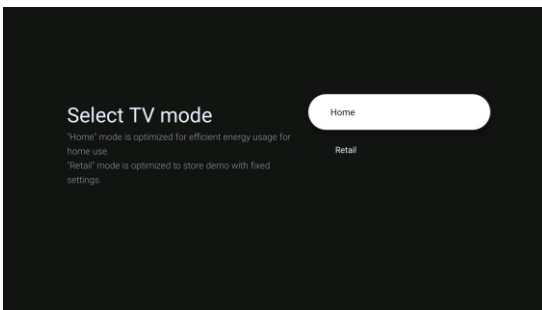 Select TV mode
"Home" mode is optimized for efficient energy usage for
home use.
"Retail" mode is optimized to store demo with fixed
settings.
Home
Retail